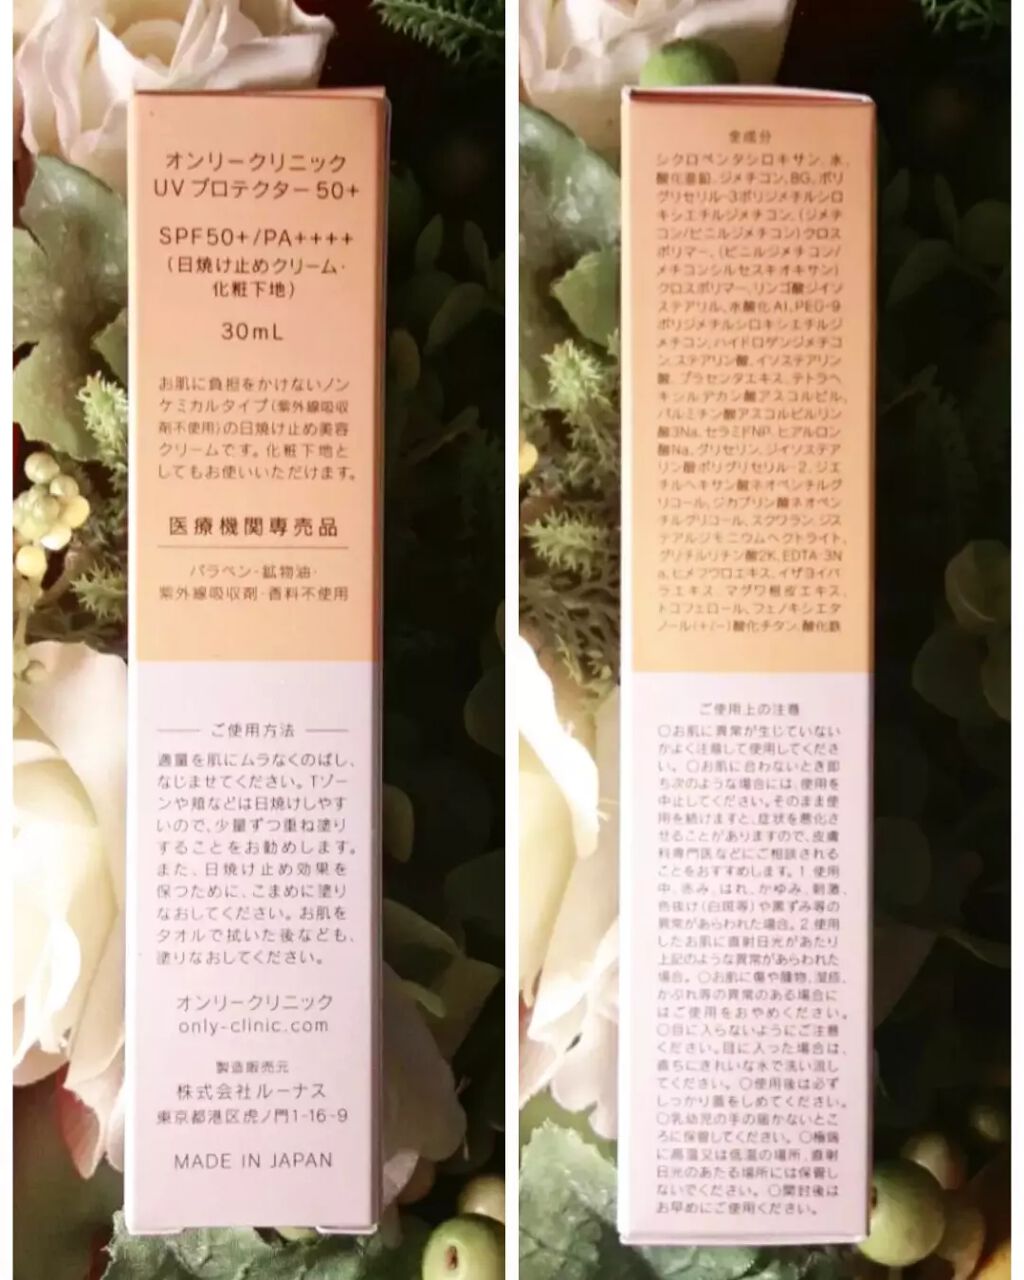 オンリークリニック
UVプロテクター50+
SPF50+/PA++++
(日焼け止めクリーム・
化粧下地)
30mL
お肌に負担をかけないノン
ケミカルタイプ(紫外線吸収
剤不使用)の日焼け止め美容
クリームです。化粧下地と
してもお使いいただけます。
医療機関専売品
パラベン・鉱物油・
紫外線吸収剤・香料不使用
ご使用方法
適量を肌にムラなくのばし、
なじませてください。Tゾー
ンや頬などは日焼けしやす
いので、少量ずつ重ね塗り
することをお勧めします。
また、日焼け止め効果を
保つために、こまめに塗り
なおしてください。お肌を
タオルで拭いた後なども、
塗りなおしてください。
オンリークリニック
only-clinic.com
製造販売元
株式会社ルーナス
東京都港区虎ノ門1-16-9
MADE IN JAPAN
全成分
シクロペンタシロキサン、水、
酸化亜鉛、ジメチコン、BG、ポリ
グリセリル-3ポリジメチルシロ
キシエチルジメチコン、(ジメチ
コン/ビニルジメチコン)クロス
ポリマー、(ビニルジメチコン/
メチコンシルセスキオキサン)
クロスポリマー、リンゴ酸ジイソ
ステアリル、水酸化Al、PEG-9
ポリジメチルシロキシエチルジ
メチコン、ハイドロゲンジメチコ
ン、ステアリン酸、イソステアリン
酸、プラセンタエキス、テトラヘ
キシルデカン酸アスコルビル、
パルミチン酸アスコルビルリン
酸3Na、セラミドNP、ヒアルロン
酸Na、グリセリン、ジイソステア
リン酸ポリグリセリル-2、ジエ
チルヘキサン酸ネオペンチルグ
リコール、ジカプリン酸ネオペン
チルグリコール、スクワラン、ジス
テアルジモニウムヘクトライト、
グリチルリチン酸2K、EDTA-3N
a、ヒメフウロエキス、イザヨイバ
ラエキス、マグワ根皮エキス、
トコフェロール、フェノキシエタ
ノール(+/-)酸化チタン、酸化鉄
ご使用上の注意
○お肌に異常が生じていない
かよく注意して使用してくださ
い。○お肌に合わないとき即
ち次のような場合には、使用を
中止してください。そのまま使
用を続けますと、症状を悪化さ
せることがありますので、皮膚
科専門医などにご相談される
ことをおすすめします。1 使用
中、赤み、はれ、かゆみ、刺激、
色抜け(白斑等)や黒ずみ等の
異常があらわれた場合。2 使用
したお肌に直射日光があたり
上記のような異常があらわれた
場合。○お肌に傷や腫物、湿疹、
かぶれ等の異常のある場合に
はご使用をおやめください。
○目に入らないようにご注意
ください。目に入った場合は、
直ちにきれいな水で洗い流し
てください。○使用後は必ず
しっかり蓋をしめてください。
○乳幼児の手の届かないとこ
ろに保管してください。○極端
に高温又は低温の場所、直射
日光のあたる場所には保管し
ないでください。○開封後は
お早めにご使用ください。